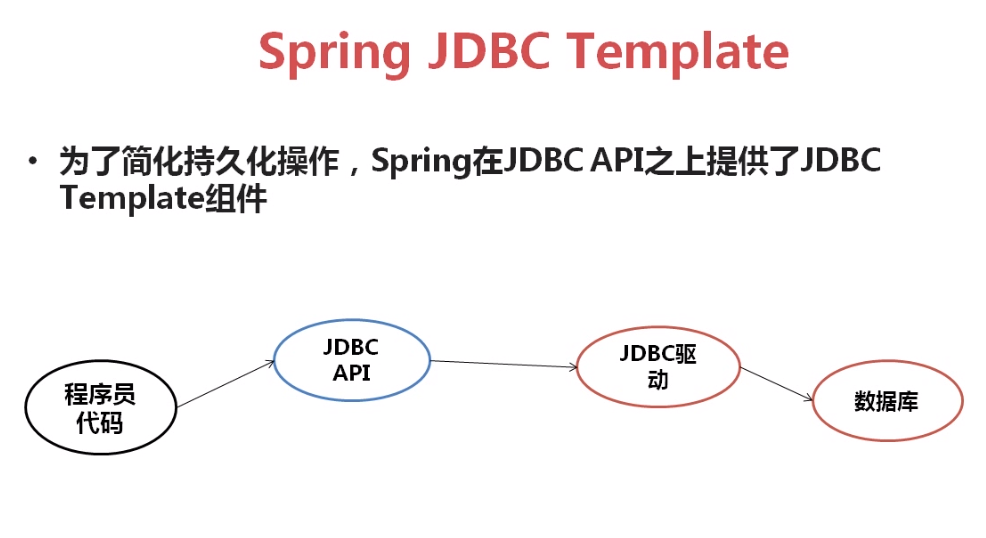 Spring JDBC Template
• 为了简化持久化操作，Spring在JDBC API之上提供了JDBC
Template组件
程序员
代码
JDBC
API
JDBC驱
动
数据库